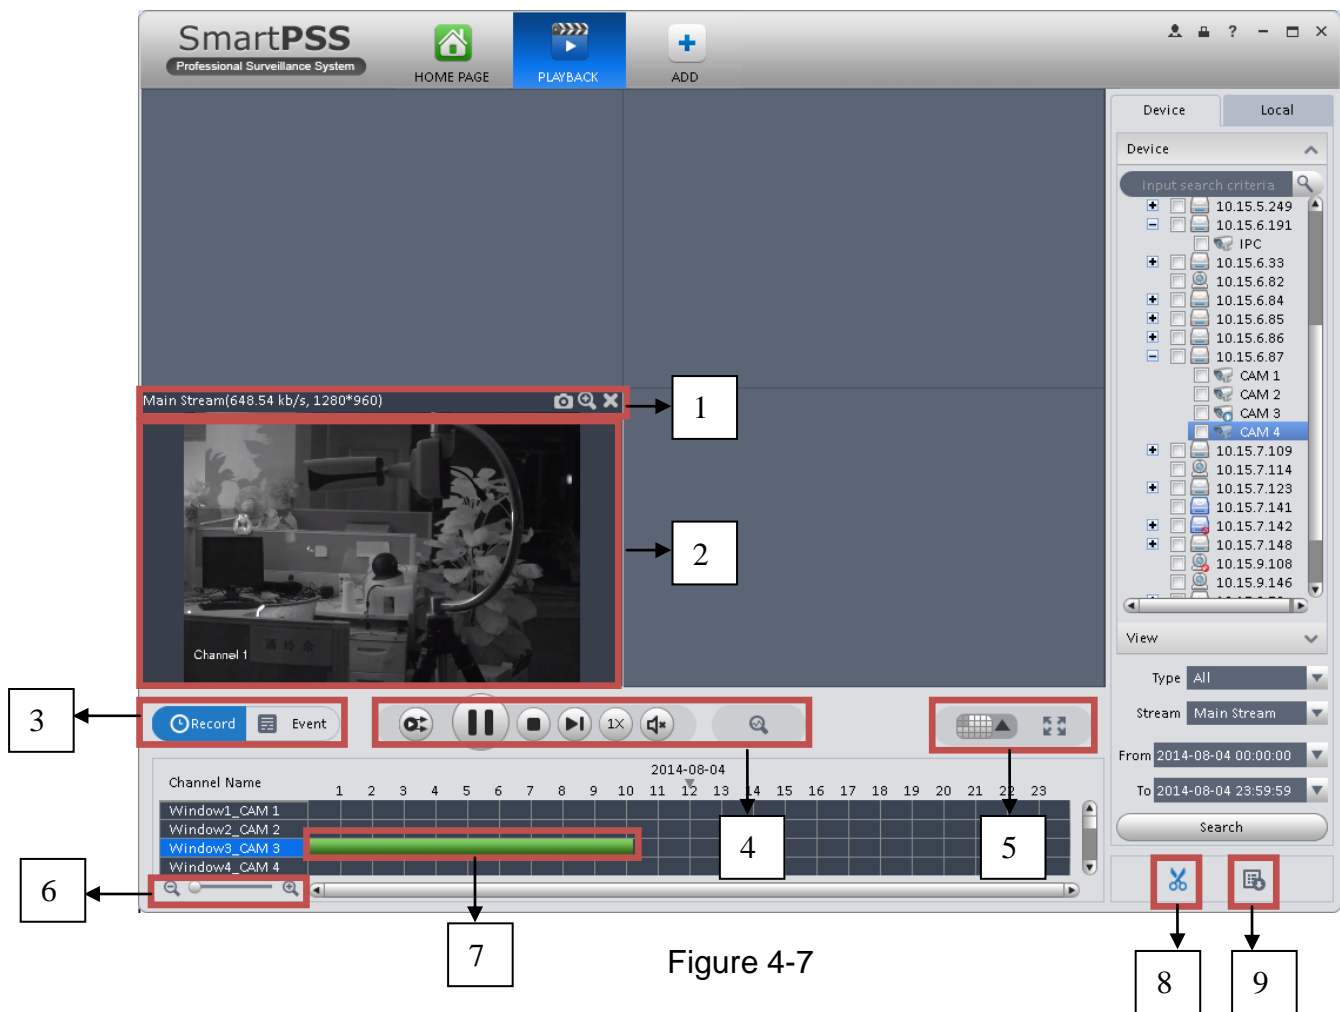 SmartPSS
Professional Surveillance System
HOME PAGE
PLAYBACK
ADD
?
Device
Local
Device
Input search criteria
10.15.5.249
10.15.6.191
IPC
10.15.6.33
10.15.6.82
10.15.6.84
10.15.6.85
10.15.6.86
10.15.6.87
CAM 1
CAM 2
CAM 3
CAM 4
10.15.7.109
10.15.7.114
10.15.7.123
10.15.7.141
10.15.7.142
10.15.7.148
10.15.9.108
10.15.9.146
View
Type All
Stream Main Stream
From 2014-08-04 00:00:00
To 2014-08-04 23:59:59
Search
Main Stream(648.54 kb/s, 1280*960)
1
2
Channel 1
3
Record
Event
1X
2014-08-04
Channel Name
1 2 3 4 5 6 7 8 9 10 11 12 13 14 15 16 17 18 19 20 21 22 23
Window1_CAM 1
Window2_CAM 2
Window3_CAM 3
Window4_CAM 4
4
5
6
7
8
9
Figure 4-7